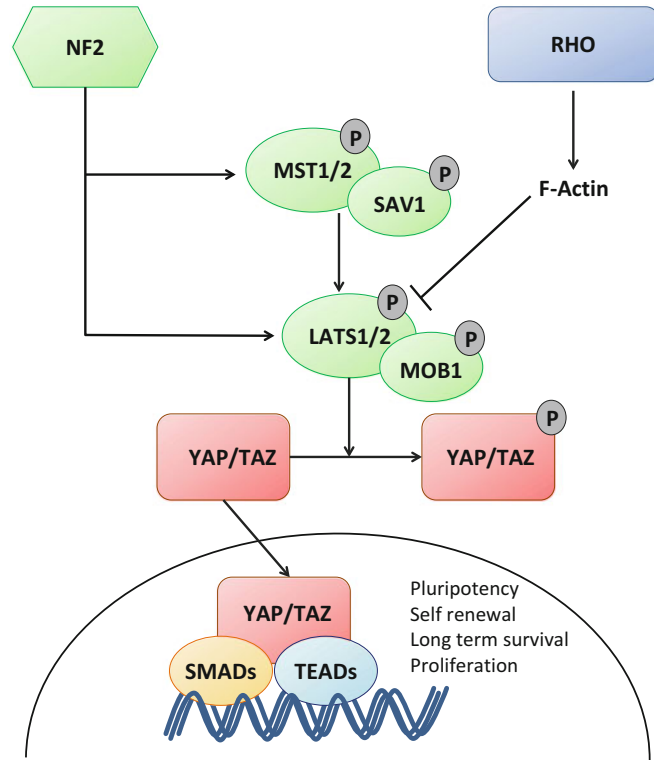 NF2
RHO
P
MST1/2
P
SAV1
F-Actin
P
LATS1/2
P
MOB1
YAP/TAZ
P
YAP/TAZ
YAP/TAZ
SMADs
TEADs
Pluripotency
Self renewal
Long term survival
Proliferation